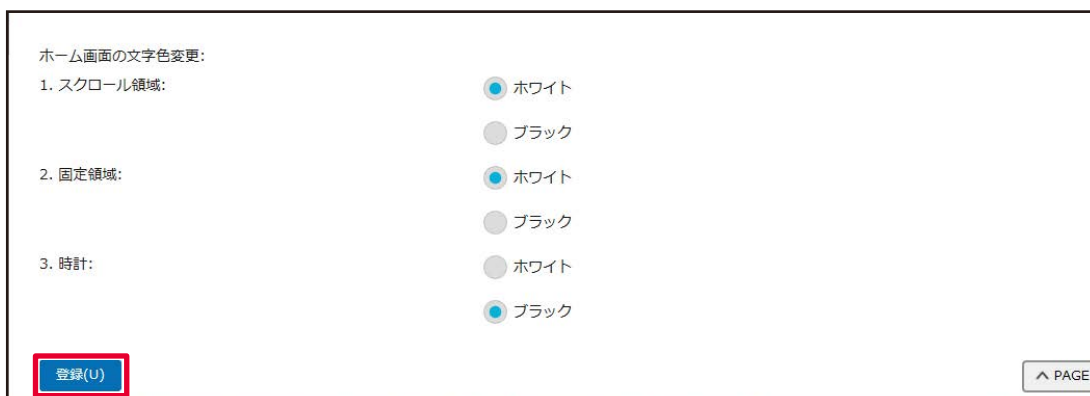 ホーム画面の文字色変更:
1. スクロール領域:
ホワイト
ブラック
2. 固定領域:
ホワイト
ブラック
3. 時計:
ホワイト
ブラック
登録(U)
PAGE